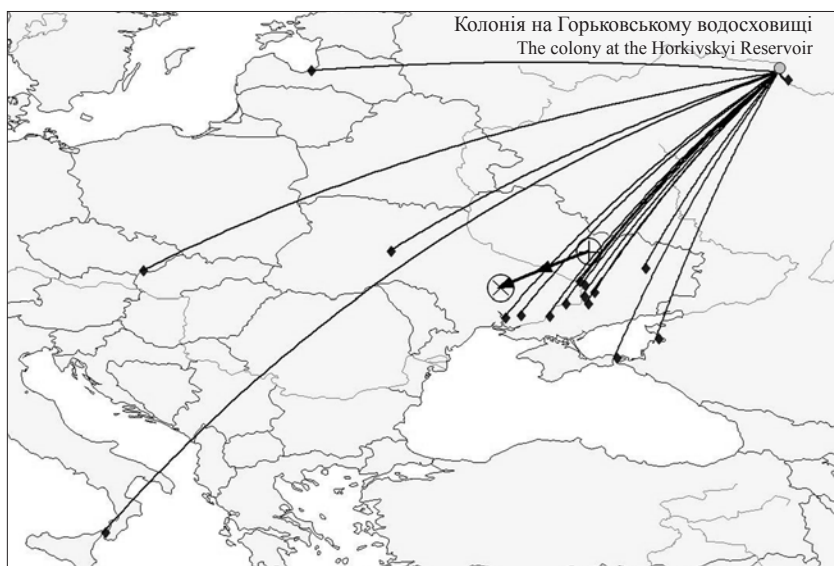 Колонія на Горьковському водосховищі
The colony at the Horkivskyi Reservoir